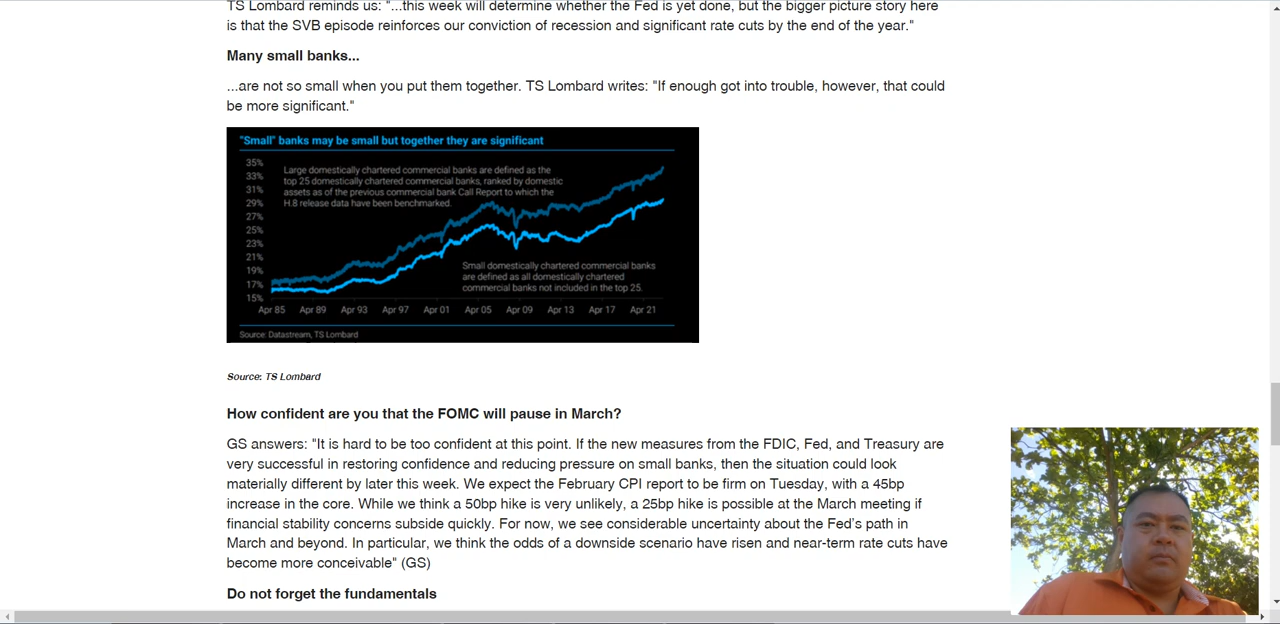 TS Lombard reminds us: "...this week will determine whether the Fed is yet done, but the bigger picture story here
is that the SVB episode reinforces our conviction of recession and significant rate cuts by the end of the year."
Many small banks...
...are not so small when you put them together. TS Lombard writes: "If enough got into trouble, however, that could
be more significant."
"Small" banks may be small but together they are significant
35%
33%
31%
29%
27%
25%
23%
21%
19%
17%
15%
Large domestically chartered commercial banks are defined as the
top 25 domestically chartered commercial banks, ranked by domestic
assets as of the previous commercial bank Call Report to which the
H.8 release data have been benchmarked.
Small domestically chartered commercial banks
are defined as all domestically chartered
commercial banks not included in the top 25.
Apr 85 Apr 89 Apr 93 Apr 97 Apr 01 Apr 05 Apr 09 Apr 13 Apr 17 Apr 21
Source: Datastream, TS Lombard
Source: TS Lombard
How confident are you that the FOMC will pause in March?
GS answers: "It is hard to be too confident at this point. If the new measures from the FDIC, Fed, and Treasury are
very successful in restoring confidence and reducing pressure on small banks, then the situation could look
materially different by later this week. We expect the February CPI report to be firm on Tuesday, with a 45bp
increase in the core. While we think a 50bp hike is very unlikely, a 25bp hike is possible at the March meeting if
financial stability concerns subside quickly. For now, we see considerable uncertainty about the Fed's path in
March and beyond. In particular, we think the odds of a downside scenario have risen and near-term rate cuts have
become more conceivable" (GS)
Do not forget the fundamentals